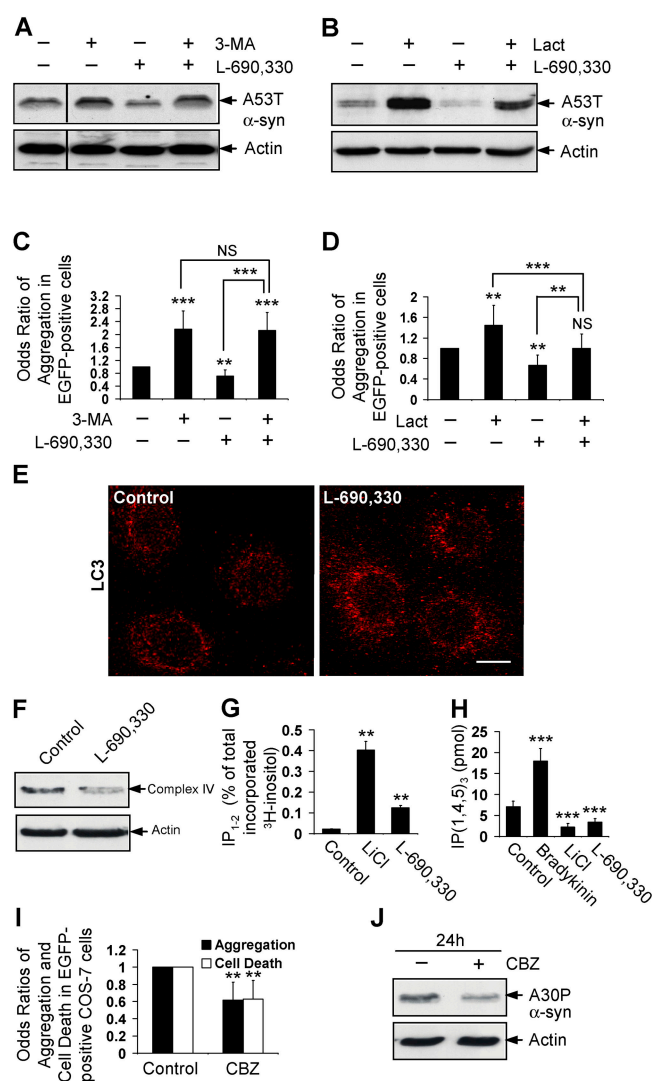 A
− + − + 3-MA
− − + + L-690,330
A53T
α-syn
Actin
B
− + − + Lact
− − + + L-690,330
A53T
α-syn
Actin
C
Odds Ratio of
Aggregation in
EGFP-positive cells
3.2
2.8
2.4
2
1.6
1.2
0.8
0.4
0
NS
***
***
**
***
3-MA − + − +
L-690,330 − − + +
D
Odds Ratio of
Aggregation in
EGFP-positive cells
2
1.6
1.2
0.8
0.4
0
***
**
**
**
NS
Lact − + − +
L-690,330 − − + +
E
LC3
Control
L-690,330
F
Control
L-690,330
Complex IV
Actin
G
IP1-2 (% of total
incorporated
3H-inositol)
0.5
0.4
0.3
0.2
0.1
0
**
**
Control
LiCl
L-690,330
H
IP(1,4,5)3 (pmol)
25
20
15
10
5
0
***
***
***
Control
Bradykinin
LiCl
L-690,330
I
Odds Ratios of
Aggregation and
Cell Death in EGFP-
positive COS-7 cells
1.2
1
0.8
0.6
0.4
0.2
0
Aggregation
Cell Death
** **
Control
CBZ
J
24h
− + CBZ
A30P
α-syn
Actin